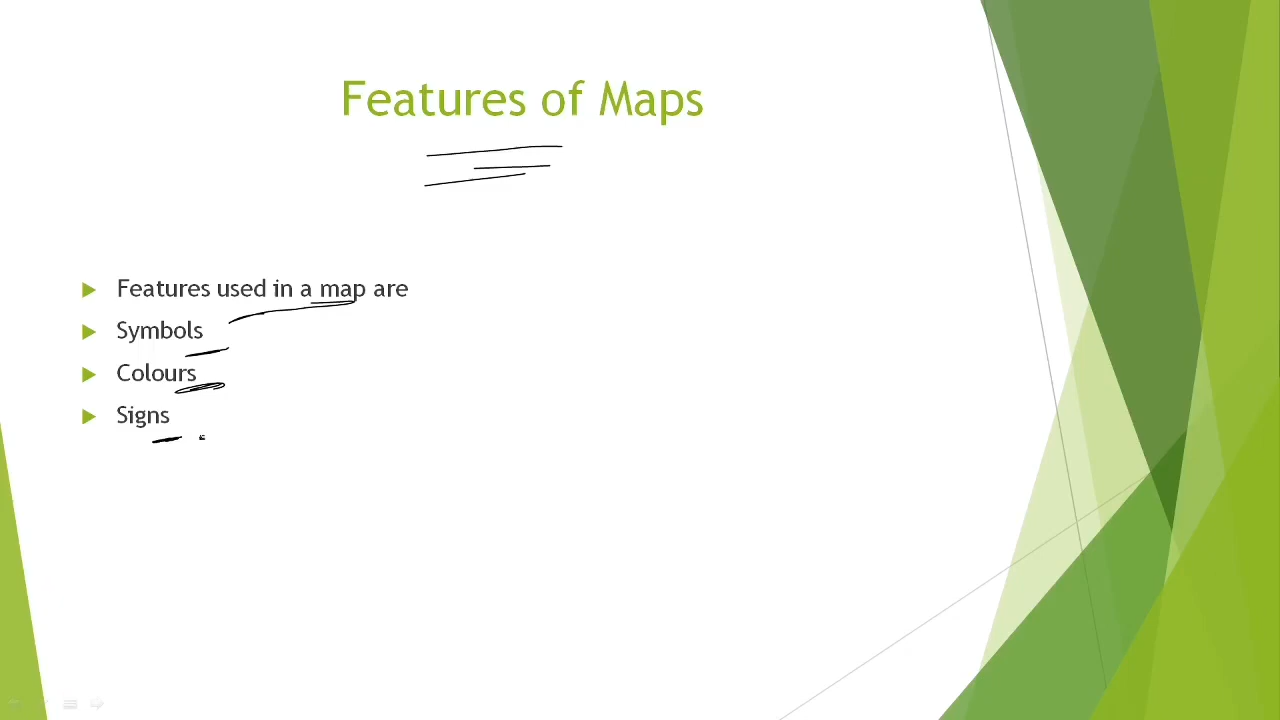 Features of Maps
Features used in a map are
Symbols
Colours
Signs